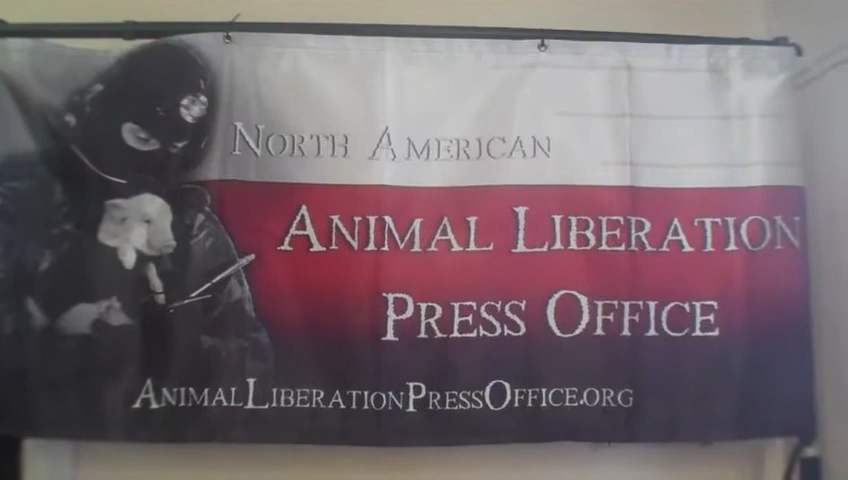 North American
Animal Liberation
Press Office
AnimalLiberationPressOffice.org